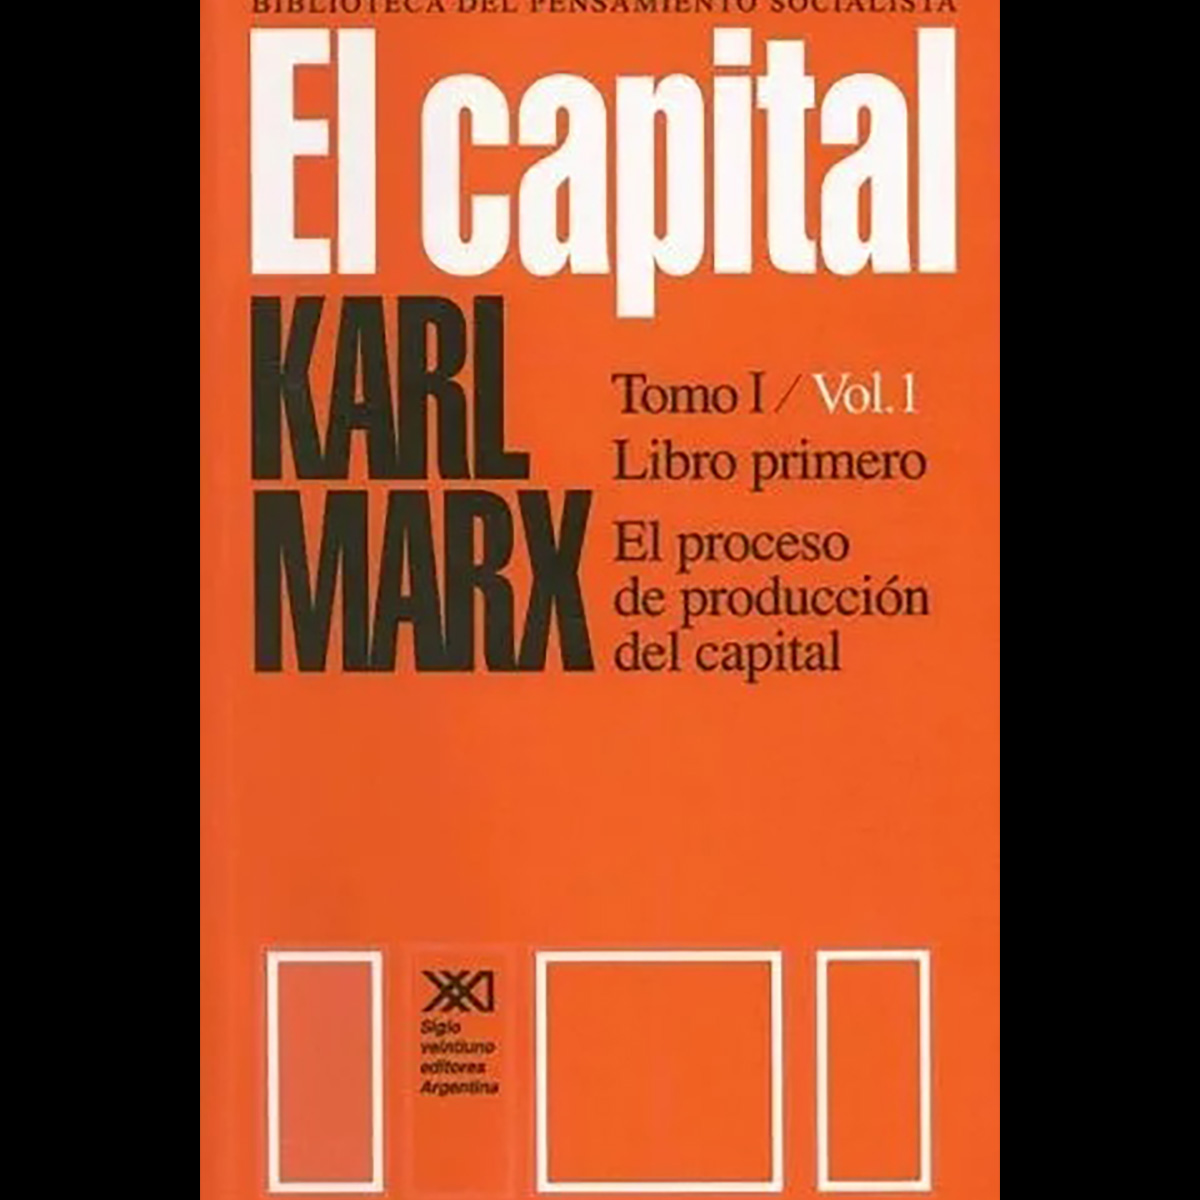 BIBLIOTECA DEL PENSAMIENTO SOCIALISTA
El capital
KARL
MARX
Tomo I / Vol. 1
Libro primero
El proceso
de producción
del capital
Siglo
veintiuno
editores
Argentina